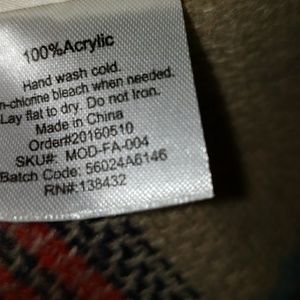 100%Acrylic
Hand wash cold.
n-chlorine bleach when needed.
Lay flat to dry. Do not Iron.
Made in China
Order#20160510
SKU#: MOD-FA-004
Batch Code: 56024A6146
RN#:138432